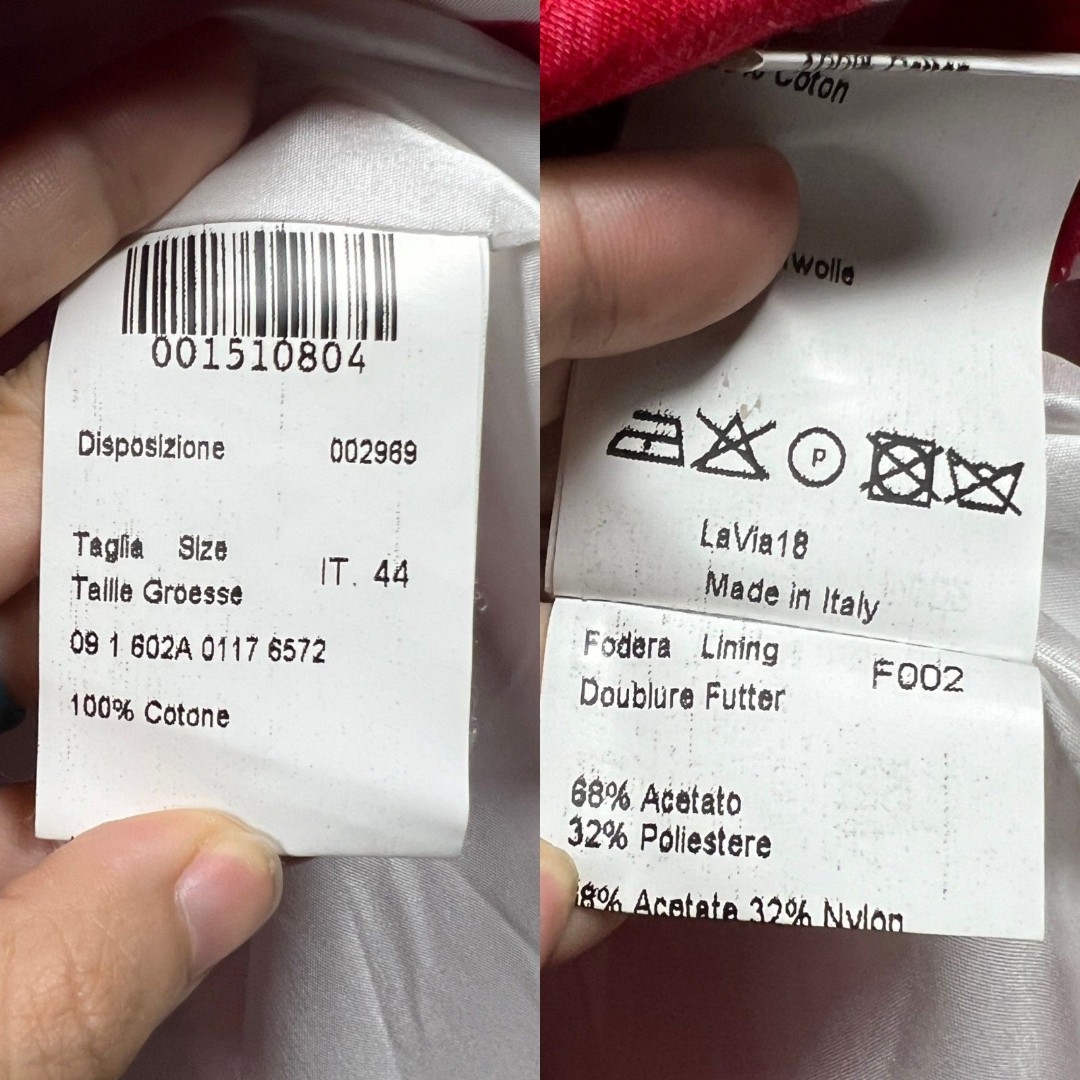 001510804
Disposizione 002969
Taglia Size
Taille Groesse IT. 44
09 1 602A 0117 6572
100% Cotone
Coton
P
LaVia18
Made in Italy
Fodera Lining
Doublure Futter F002
68% Acetato
32% Poliestere
68% Acetate 32% Nylon